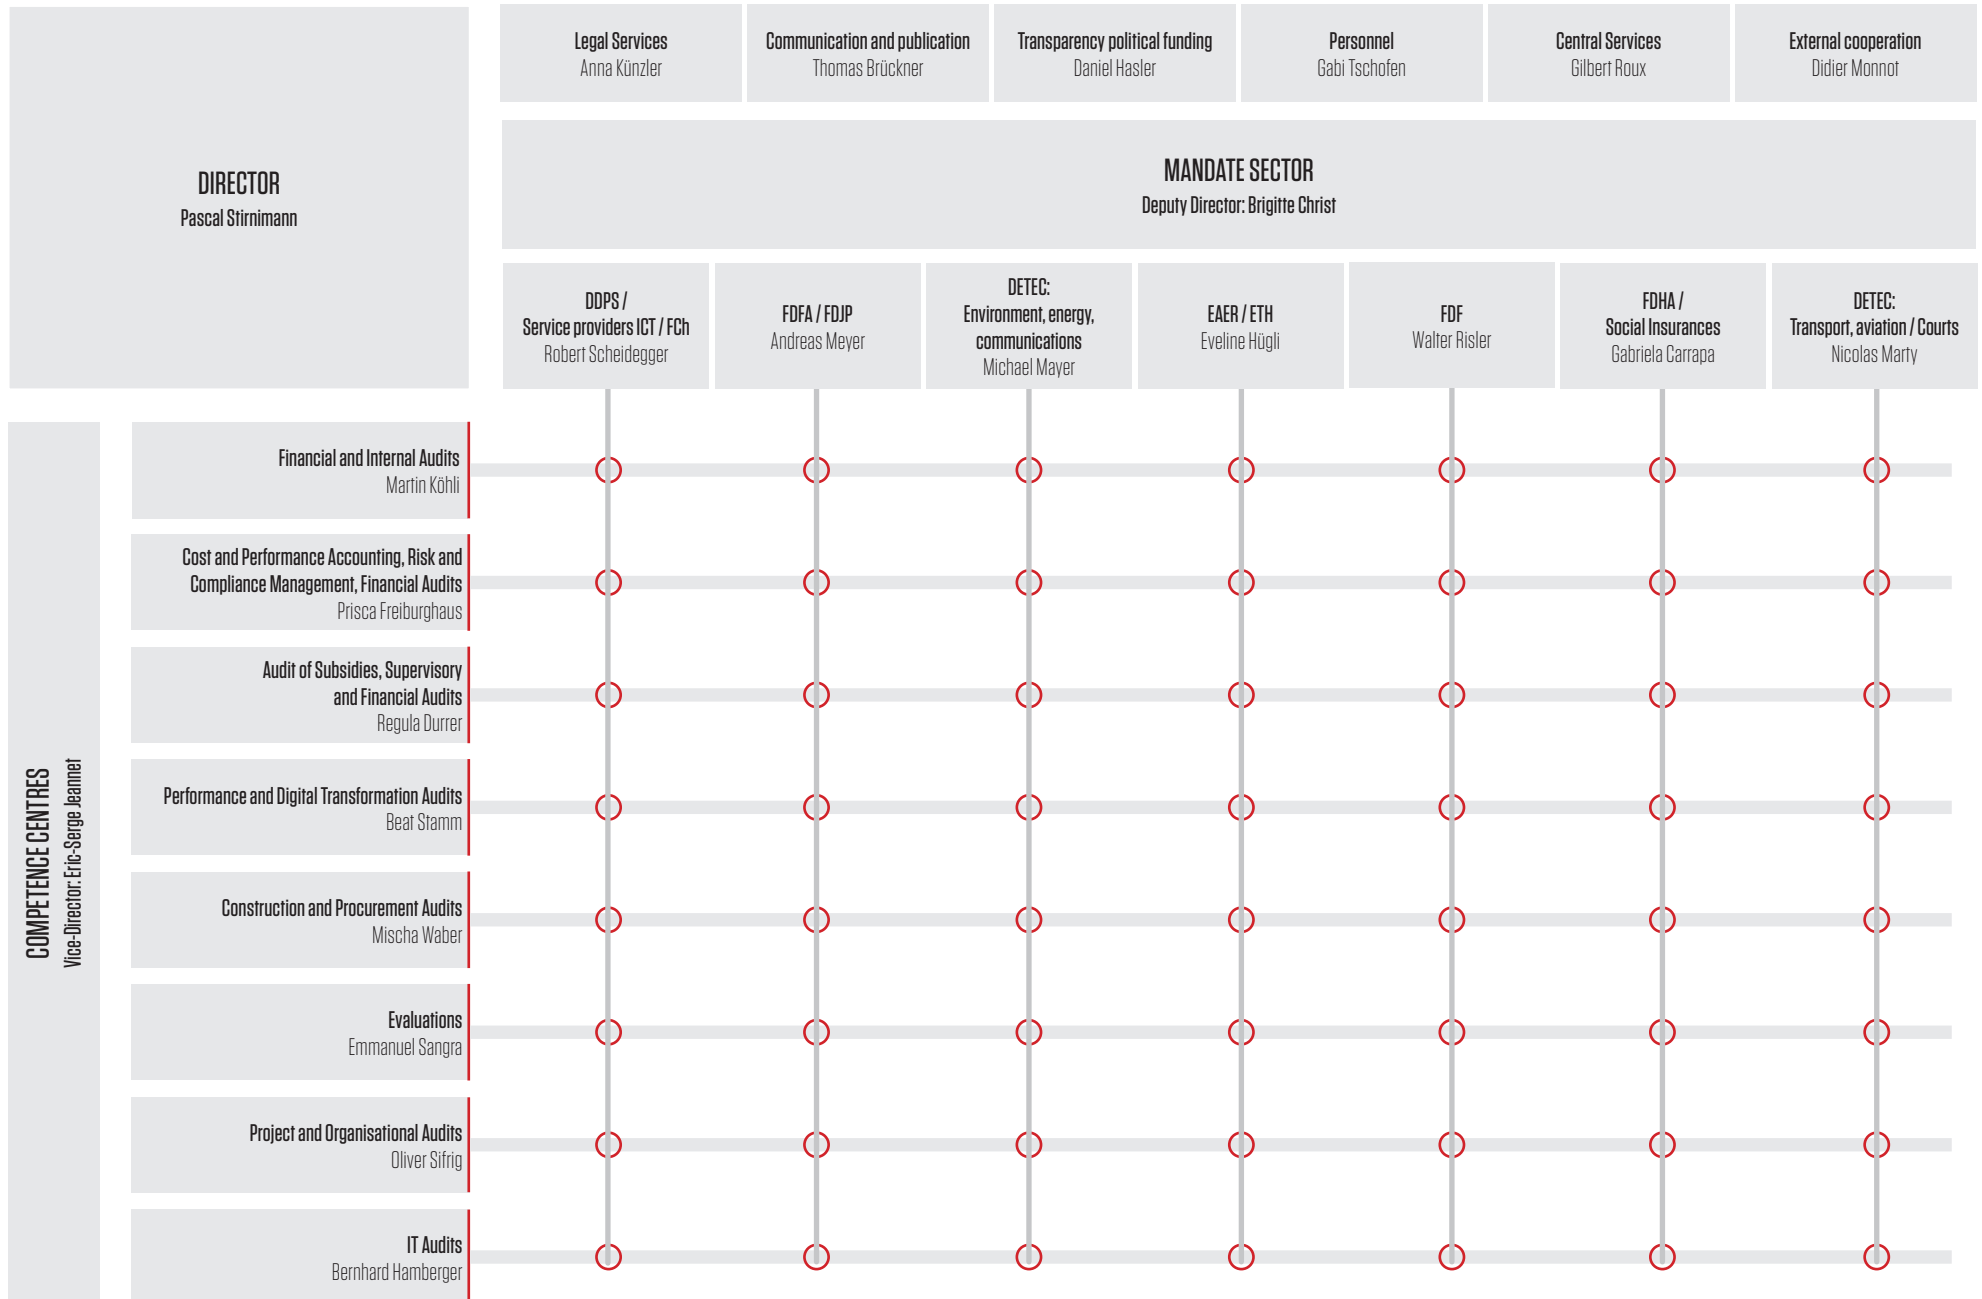 Legal Services
Anna Künzler
Communication and publication
Thomas Brückner
Transparency political funding
Daniel Hasler
Personnel
Gabi Tschofen
Central Services
Gilbert Roux
External cooperation
Didier Monnot
DIRECTOR
Pascal Stirnimann
MANDATE SECTOR
Deputy Director: Brigitte Christ
DDPS /
Service providers ICT / FCh
Robert Scheidegger
FDFA / FDJP
Andreas Meyer
DETEC:
Environment, energy,
communications
Michael Mayer
EAER / ETH
Eveline Hügli
FDF
Walter Risler
FDHA /
Social Insurances
Gabriela Carrapa
DETEC:
Transport, aviation / Courts
Nicolas Marty
COMPETENCE CENTRES
Vice-Director: Eric-Serge Jeannet
Financial and Internal Audits
Martin Köhli
Cost and Performance Accounting, Risk and
Compliance Management, Financial Audits
Prisca Freiburghaus
Audit of Subsidies, Supervisory
and Financial Audits
Regula Durrer
Performance and Digital Transformation Audits
Beat Stamm
Construction and Procurement Audits
Mischa Waber
Evaluations
Emmanuel Sangra
Project and Organisational Audits
Oliver Sifrig
IT Audits
Bernhard Hamberger